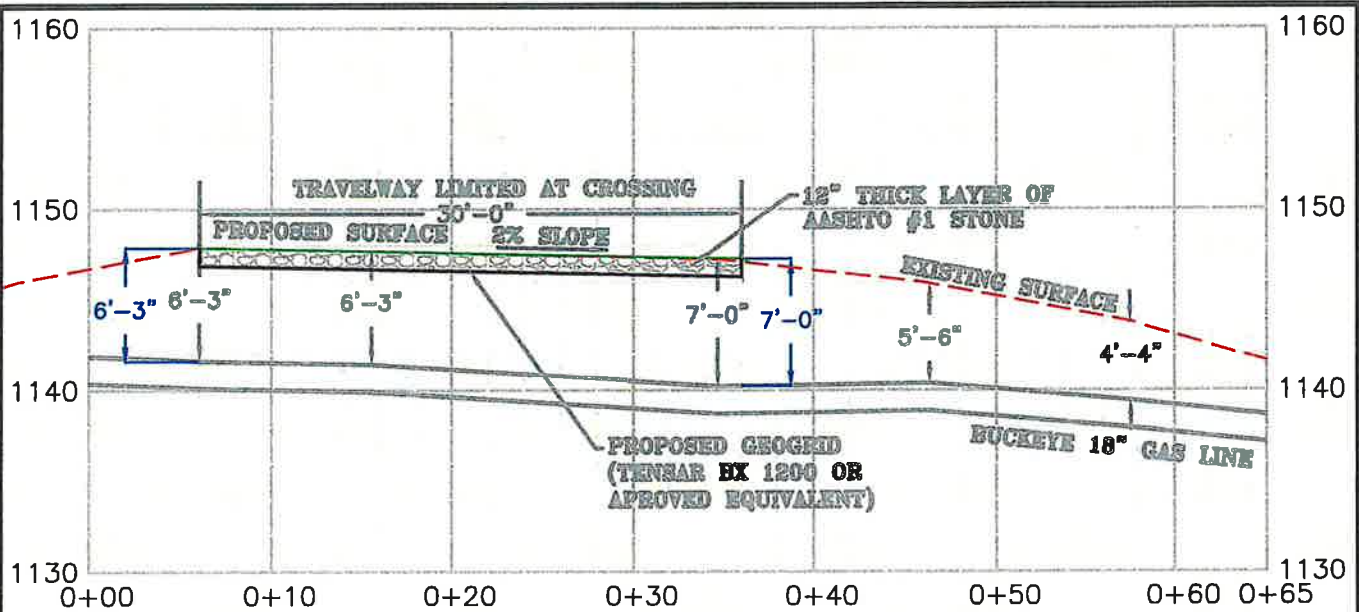 1160
1160
TRAVELWAY LIMITED AT CROSSING
30'-0"
12" THICK LAYER OF
AASHTO #1 STONE
1150
1150
PROPOSED SURFACE 2% SLOPE
EXISTING SURFACE
6'-3"
6'-3"
6'-3"
7'-0"
7'-0"
5'-6"
4'-4"
1140
1140
BUCKEYE 18" GAS LINE
PROPOSED GEOGRID
(TENSAR BX 1200 OR
APROVED EQUIVALENT)
1130
1130
0+00 0+10 0+20 0+30 0+40 0+50 0+60 0+65